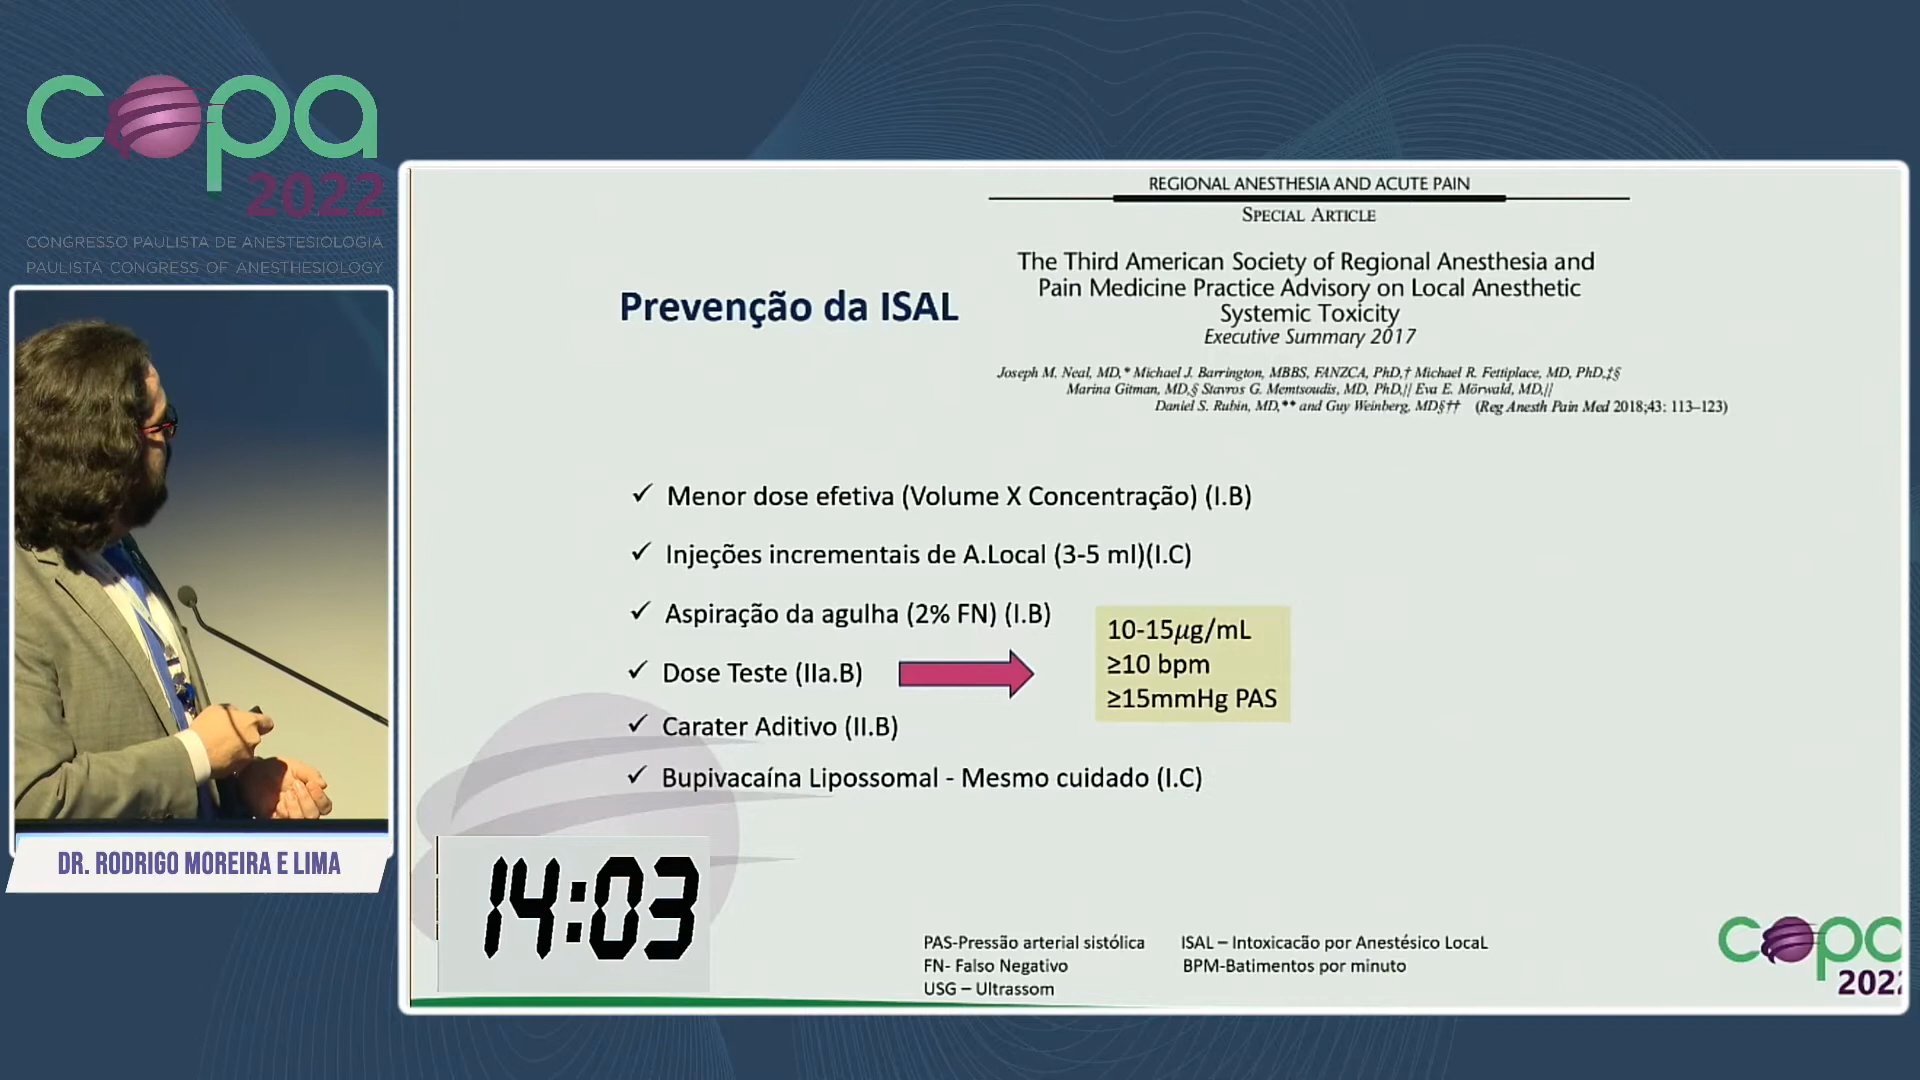 copa
2022
CONGRESSO PAULISTA DE ANESTESIOLOGIA
PAULISTA CONGRESS OF ANESTHESIOLOGY
DR. RODRIGO MOREIRA E LIMA
REGIONAL ANESTHESIA AND ACUTE PAIN
SPECIAL ARTICLE
The Third American Society of Regional Anesthesia and
Pain Medicine Practice Advisory on Local Anesthetic
Systemic Toxicity
Executive Summary 2017
Joseph M. Neal, MD,* Michael J. Barrington, MBBS, FANZCA, PhD,† Michael R. Fettiplace, MD, PhD,‡§
Marina Gitman, MD,§ Stavros G. Memtsoudis, MD, PhD,|| Eva E. Mörwald, MD,||
Daniel S. Rubin, MD,** and Guy Weinberg, MD§†† (Reg Anesth Pain Med 2018;43: 113–123)
Prevenção da ISAL
✓ Menor dose efetiva (Volume X Concentração) (I.B)
✓ Injeções incrementais de A.Local (3-5 ml)(I.C)
✓ Aspiração da agulha (2% FN) (I.B)
✓ Dose Teste (IIa.B)
10-15µg/mL
≥10 bpm
≥15mmHg PAS
✓ Carater Aditivo (II.B)
✓ Bupivacaína Lipossomal - Mesmo cuidado (I.C)
14:03
PAS-Pressão arterial sistólica
FN- Falso Negativo
USG – Ultrassom
ISAL – Intoxicacão por Anestésico LocaL
BPM-Batimentos por minuto
copa
2022